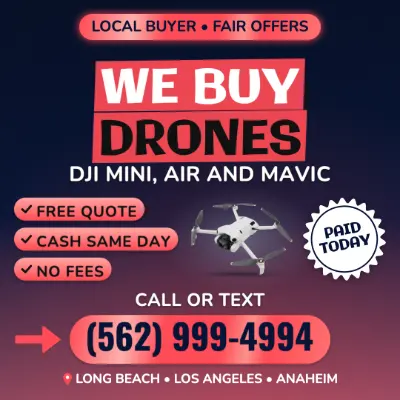 LOCAL BUYER • FAIR OFFERS
WE BUY
DRONES
DJI MINI, AIR AND MAVIC
FREE QUOTE
CASH SAME DAY
NO FEES
PAID
TODAY
CALL OR TEXT
(562) 999-4994
LONG BEACH • LOS ANGELES • ANAHEIM